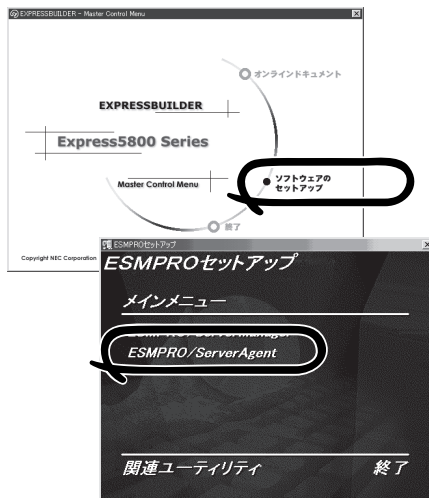 EXPRESSBUILDER - Master Control Menu
オンラインドキュメント
EXPRESSBUILDER
Express5800 Series
ソフトウェアの
セットアップ
Master Control Menu
終了
Copyright NEC Corporation
ESMPROセットアップ
ESMPROセットアップ
メインメニュー
ESMPRO/ServerManager
ESMPRO/ServerAgent
関連ユーティリティ
終了